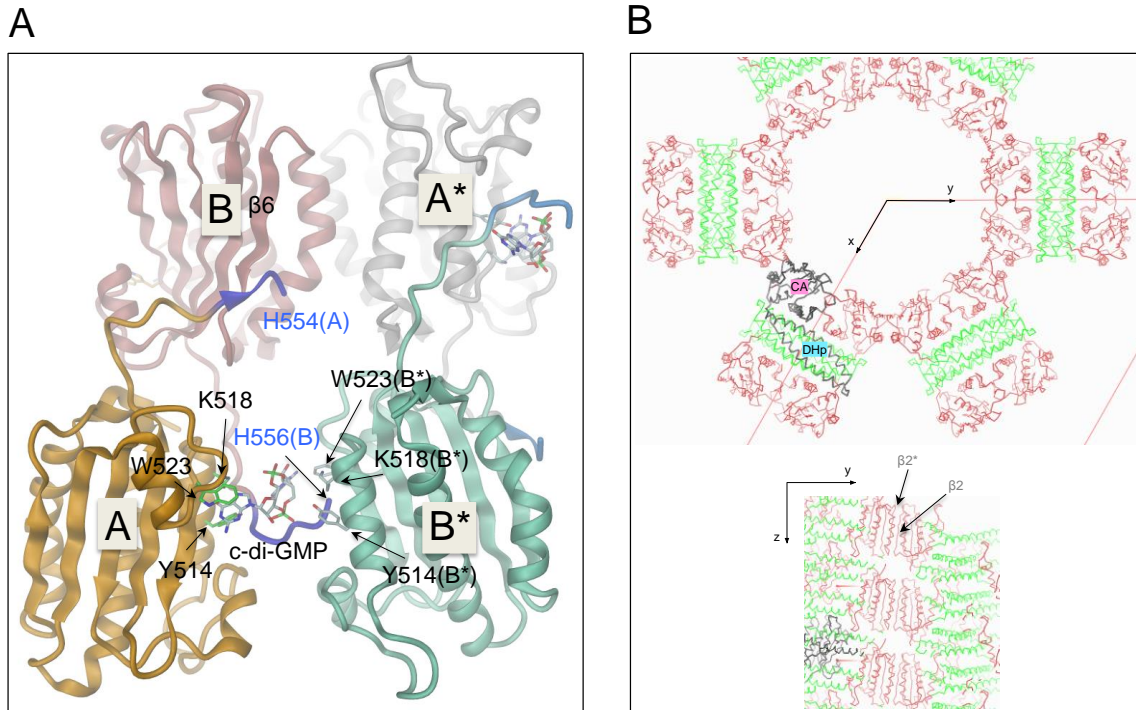 A
B
B
β6
A*
H554(A)
K518
W523(B*)
H556(B)
K518(B*)
W523
A
B*
c-di-GMP
Y514
Y514(B*)
y
x
CA
DHp
β2*
y
β2
z